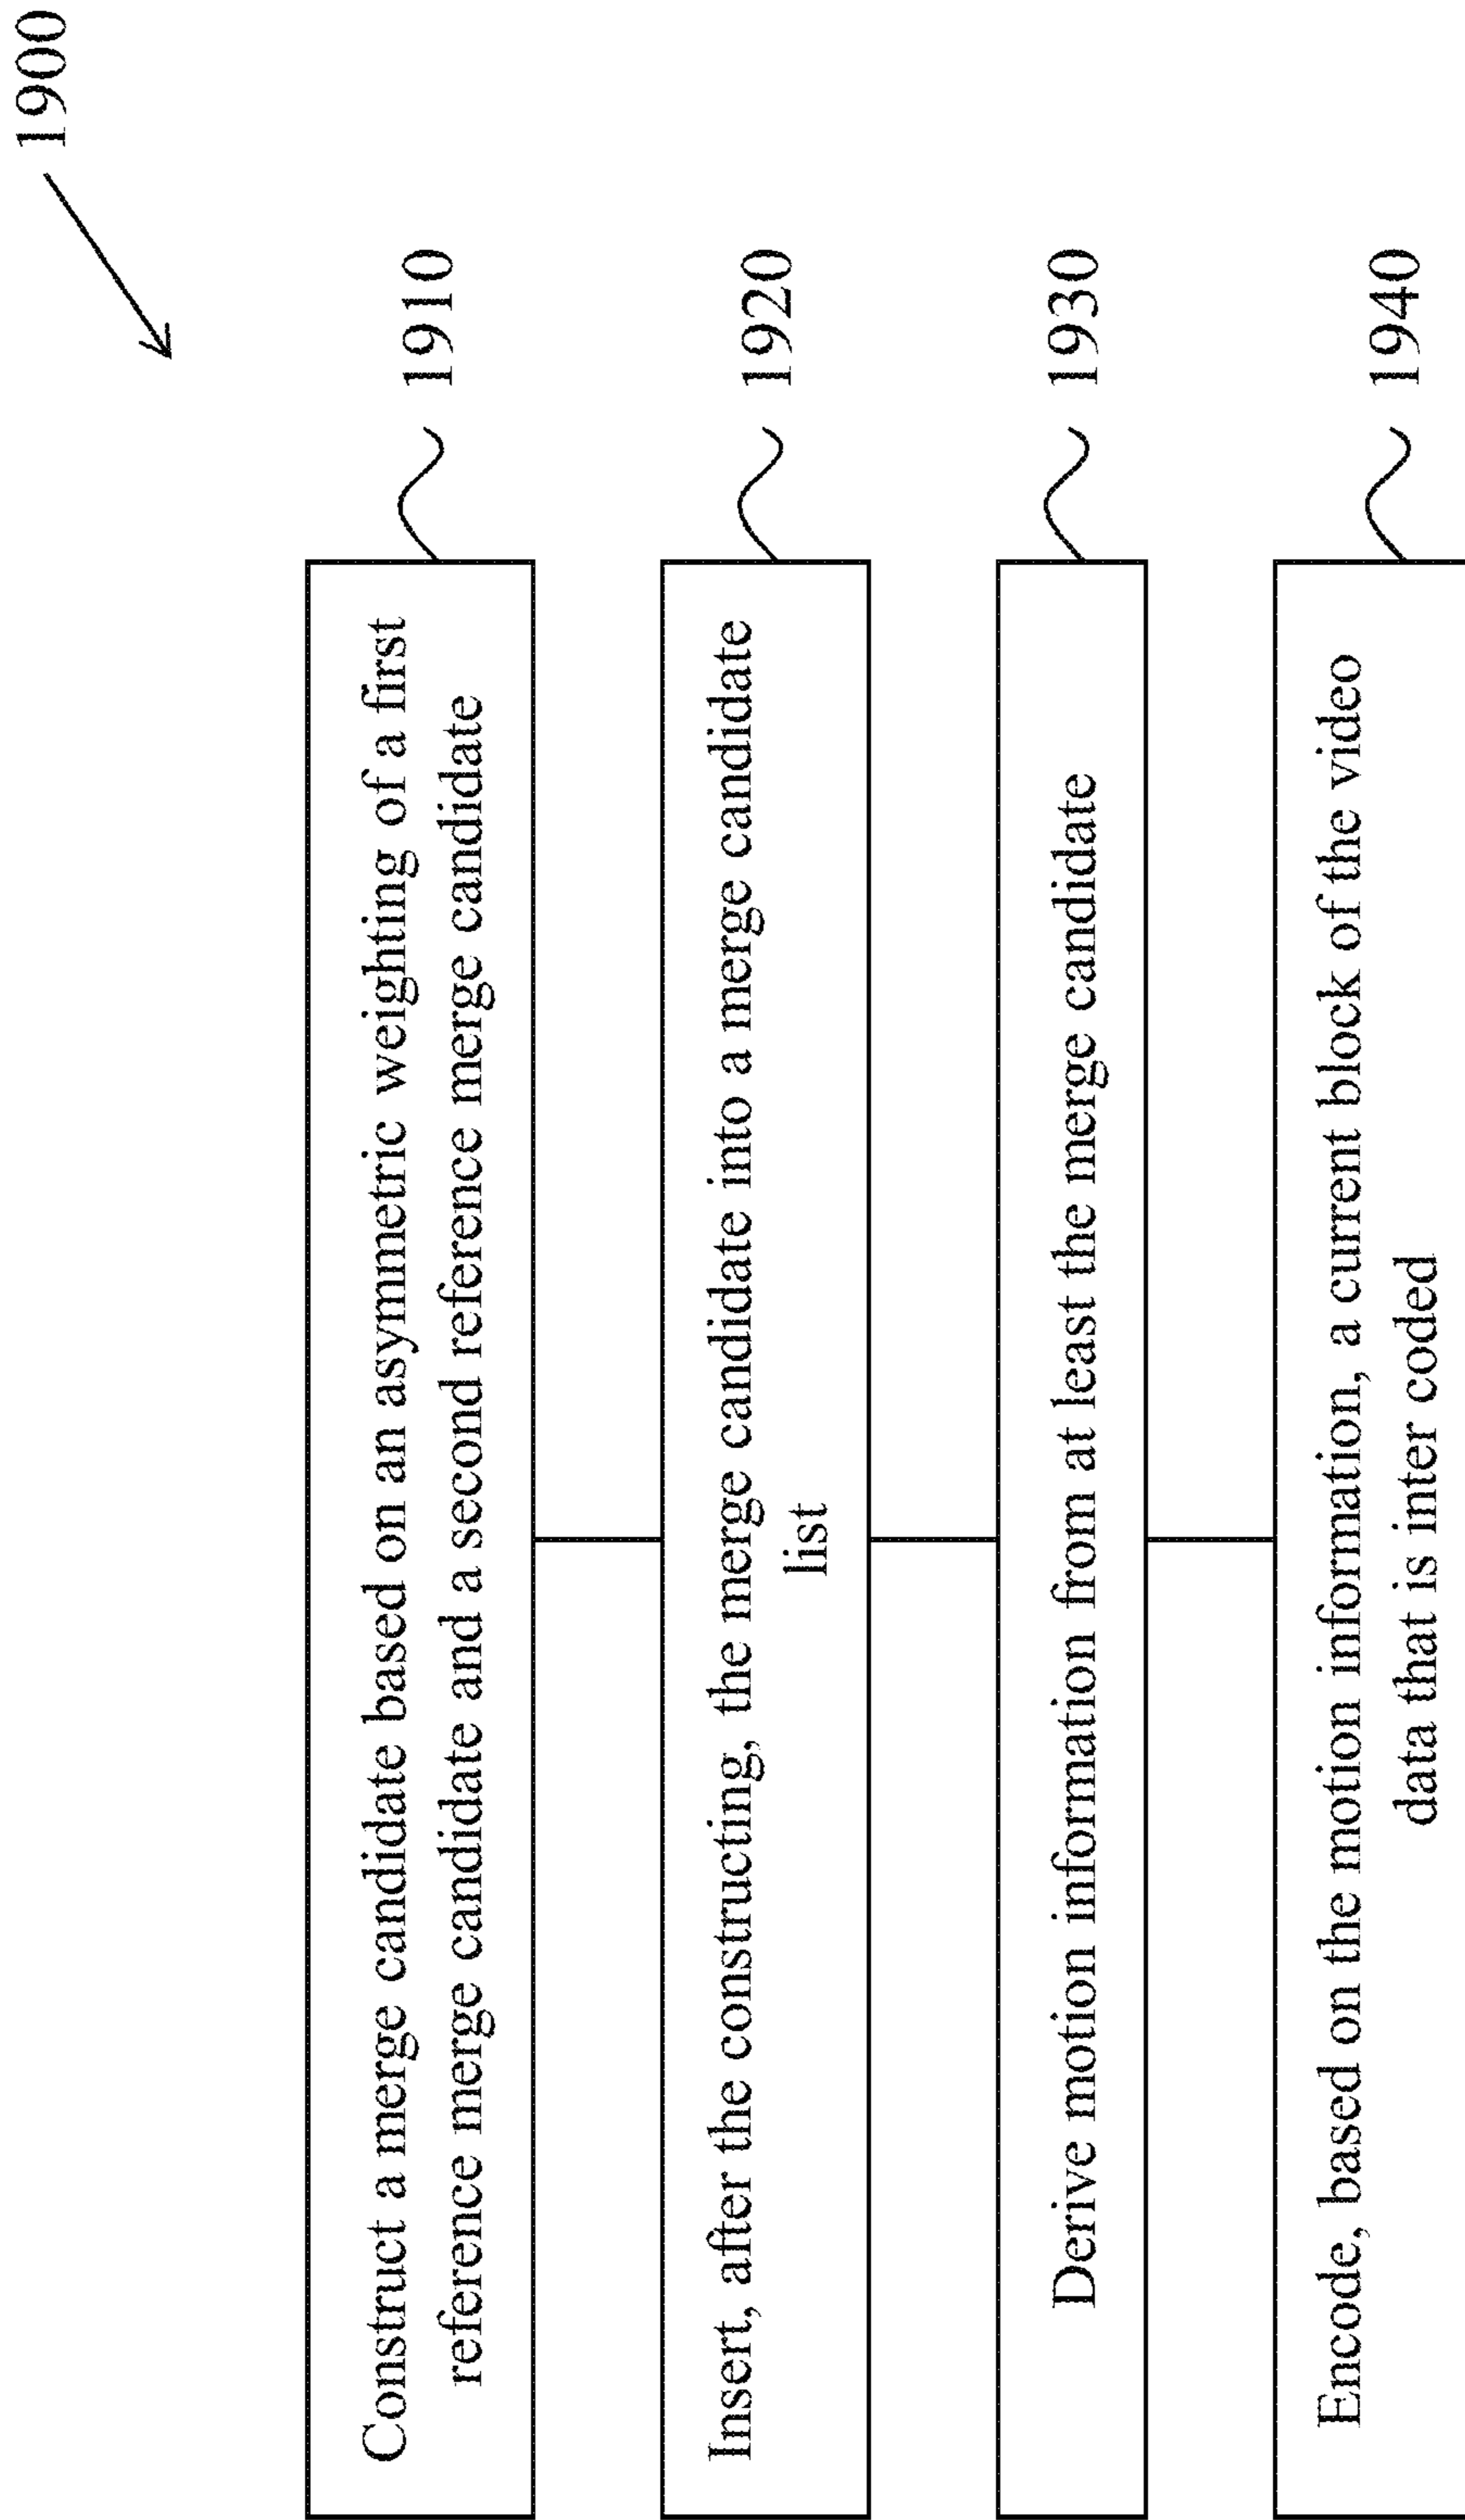 1900
Construct a merge candidate based on an asymmetric weighting of a first
reference merge candidate and a second reference merge candidate
1910
Insert, after the constructing, the merge candidate into a merge candidate
list
1920
Derive motion information from at least the merge candidate
1930
Encode, based on the motion information, a current block of the video
data that is inter coded
1940